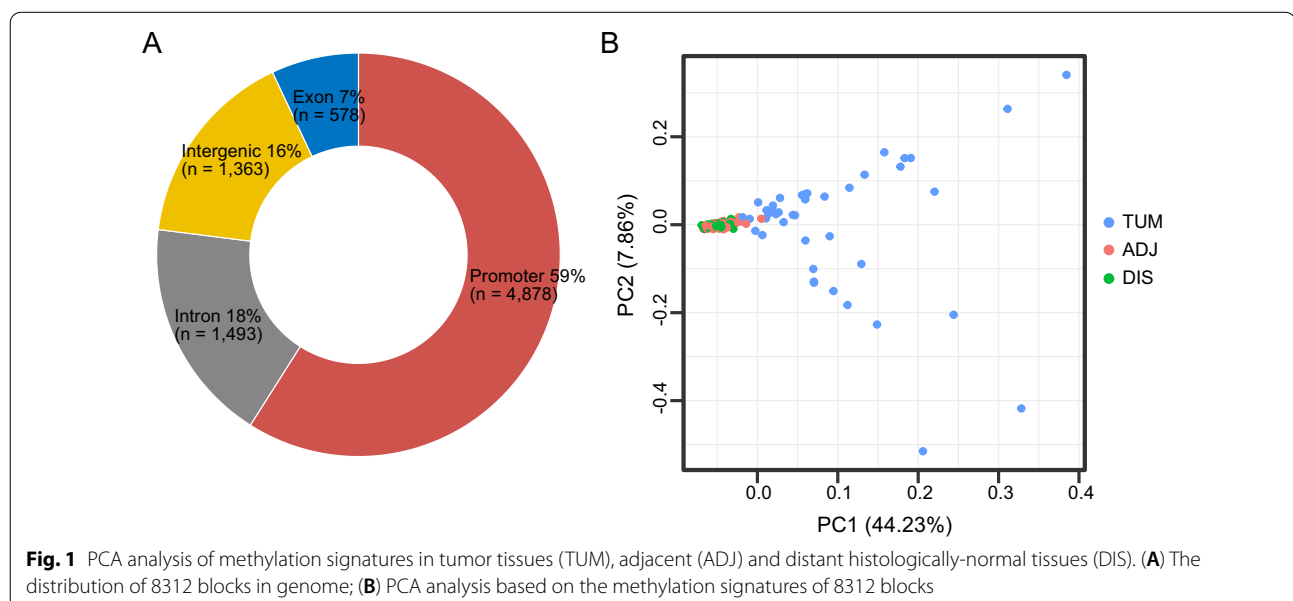 A
Exon 7%
(n = 578)
Intergenic 16%
(n = 1,363)
Promoter 59%
(n = 4,878)
Intron 18%
(n = 1,493)
B
PC2 (7.86%)
0.2
0.0
-0.2
-0.4
0.0 0.1 0.2 0.3 0.4
PC1 (44.23%)
TUM
ADJ
DIS
Fig. 1 PCA analysis of methylation signatures in tumor tissues (TUM), adjacent (ADJ) and distant histologically-normal tissues (DIS). (A) The
distribution of 8312 blocks in genome; (B) PCA analysis based on the methylation signatures of 8312 blocks